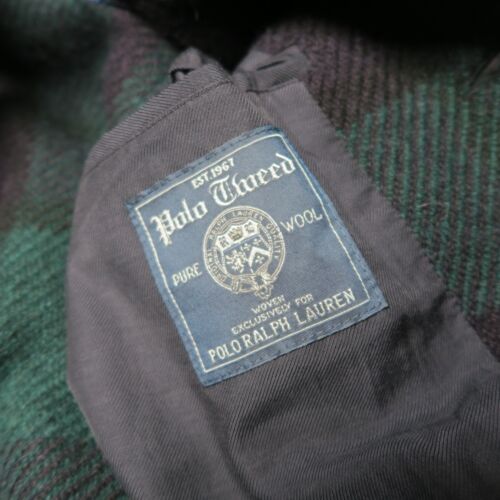 EST.1967
Polo Tweed
PURE WOOL
WOVEN
EXCLUSIVELY FOR
POLO RALPH LAUREN